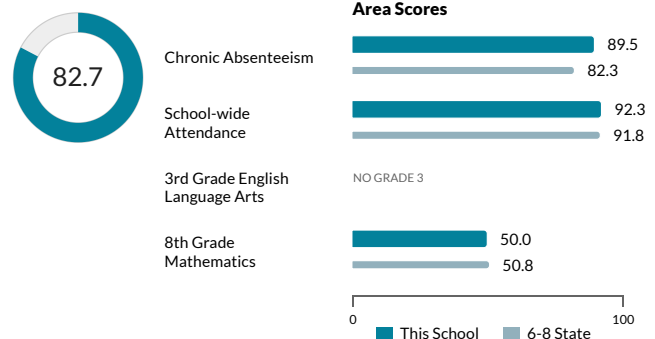 Area Scores
82.7
Chronic Absenteeism
89.5
82.3
School-wide
Attendance
92.3
91.8
3rd Grade English
Language Arts
NO GRADE 3
8th Grade
Mathematics
50.0
50.8
0
100
This School
6-8 State